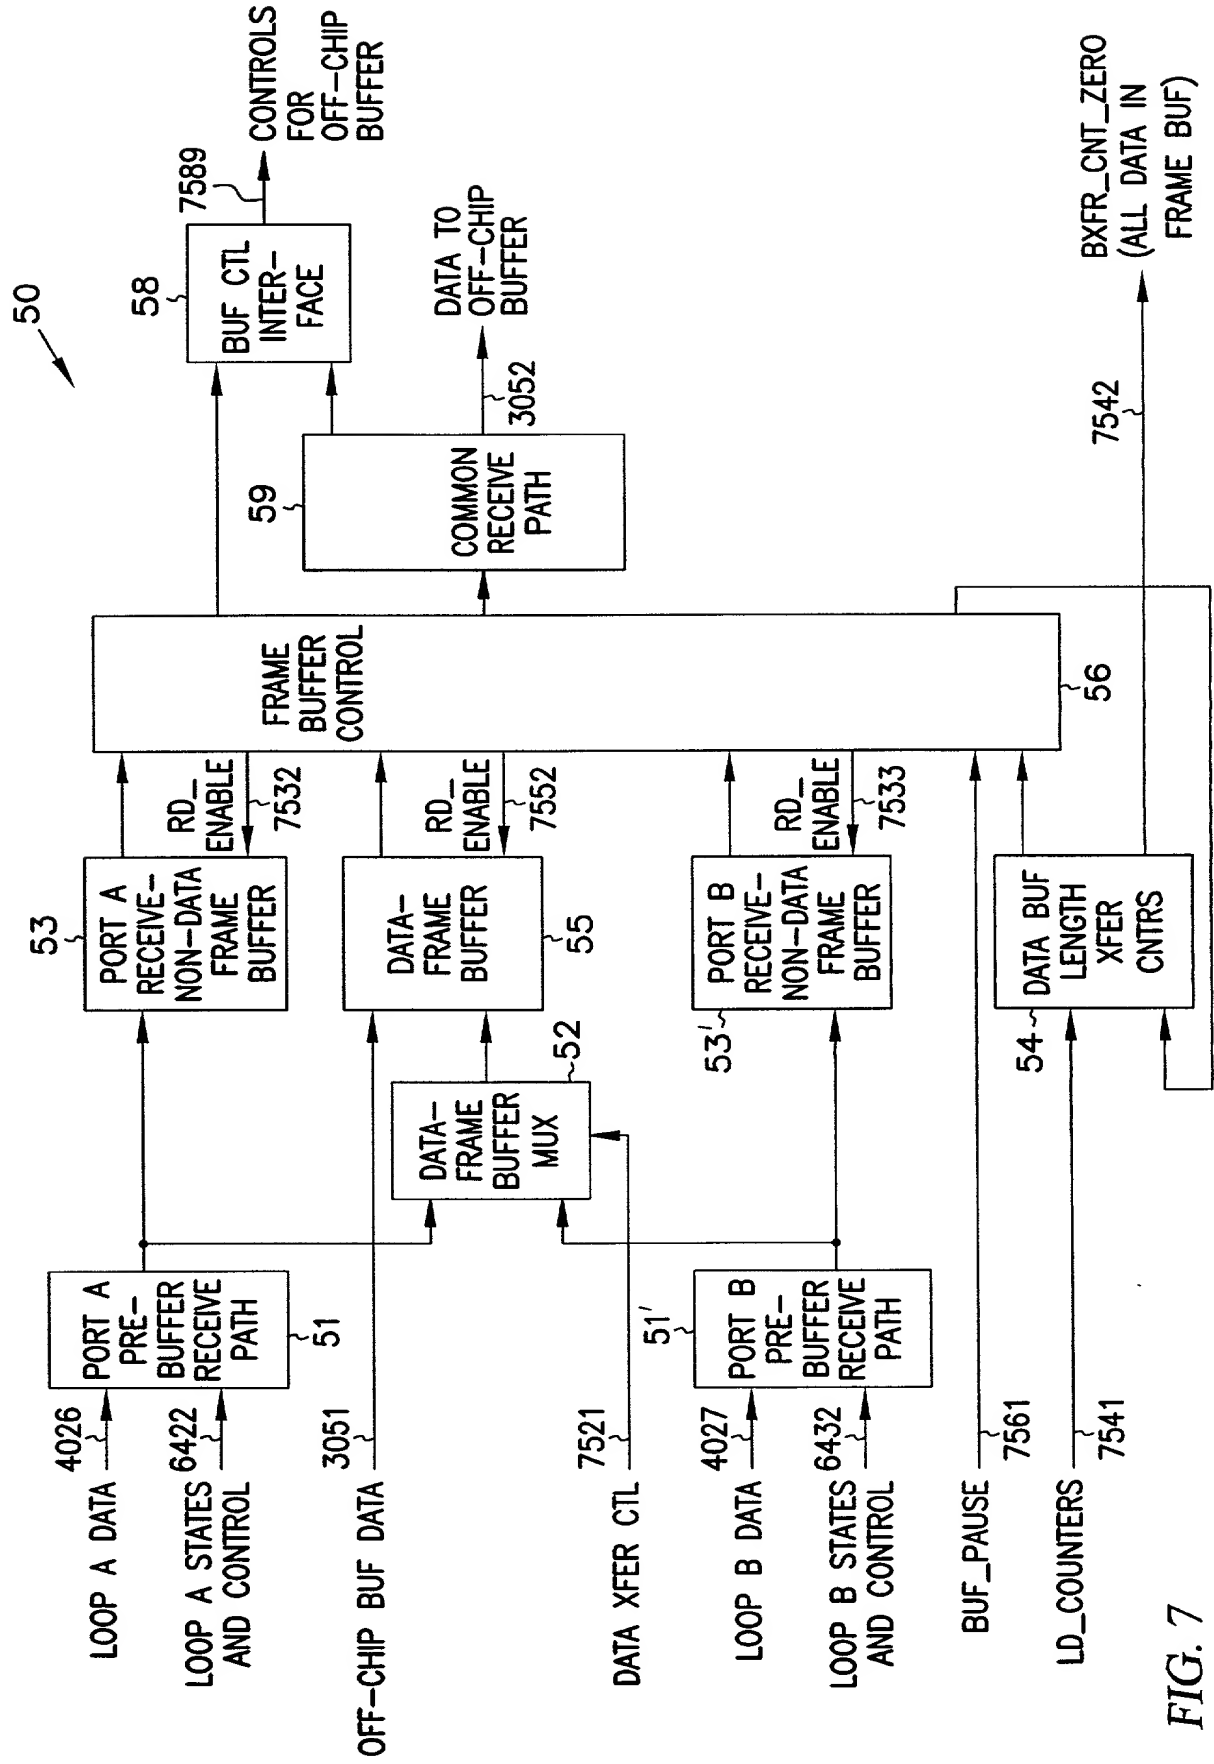 50
LOOP A DATA
4026
LOOP A STATES
AND CONTROL
6422
PORT A
PRE-
BUFFER
RECEIVE
PATH
51
OFF-CHIP BUF DATA
3051
DATA XFER CTL
7521
LOOP B DATA
4027
LOOP B STATES
AND CONTROL
6432
51'
PORT B
PRE-
BUFFER
RECEIVE
PATH
BUF_PAUSE
7561
LD_COUNTERS
7541
DATA-
FRAME
BUFFER
MUX
52
53
PORT A
RECEIVE-
NON-DATA
FRAME
BUFFER
DATA-
FRAME
BUFFER
55
53'
PORT B
RECEIVE-
NON-DATA
FRAME
BUFFER
54
DATA BUF
LENGTH
XFER
CNTRS
RD_
ENABLE
7532
RD_
ENABLE
7552
RD_
ENABLE
7533
FRAME
BUFFER
CONTROL
56
59
COMMON
RECEIVE
PATH
58
BUF CTL
INTER-
FACE
7589
CONTROLS
FOR
OFF-CHIP
BUFFER
3052
DATA TO
OFF-CHIP
BUFFER
7542
BXFR_CNT_ZERO
(ALL DATA IN
FRAME BUF)
FIG. 7